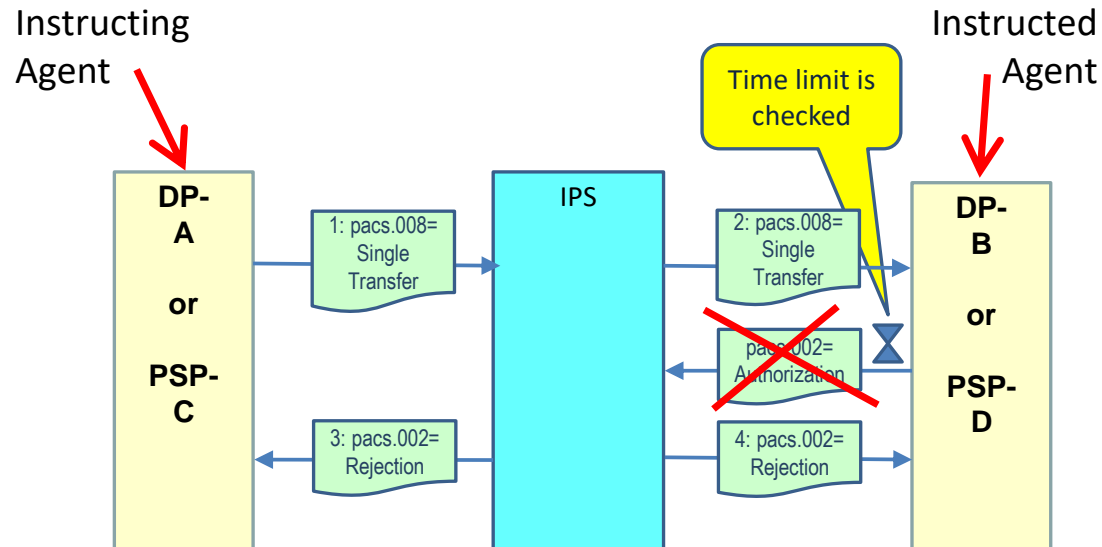 Instructing
Agent
Instructed
Agent
Time limit is
checked
DP-
A
or
PSP-
C
1: pacs.008=
Single
Transfer
IPS
2: pacs.008=
Single
Transfer
DP-
B
or
PSP-
D
pacs.002=
Authorization
3: pacs.002=
Rejection
4: pacs.002=
Rejection